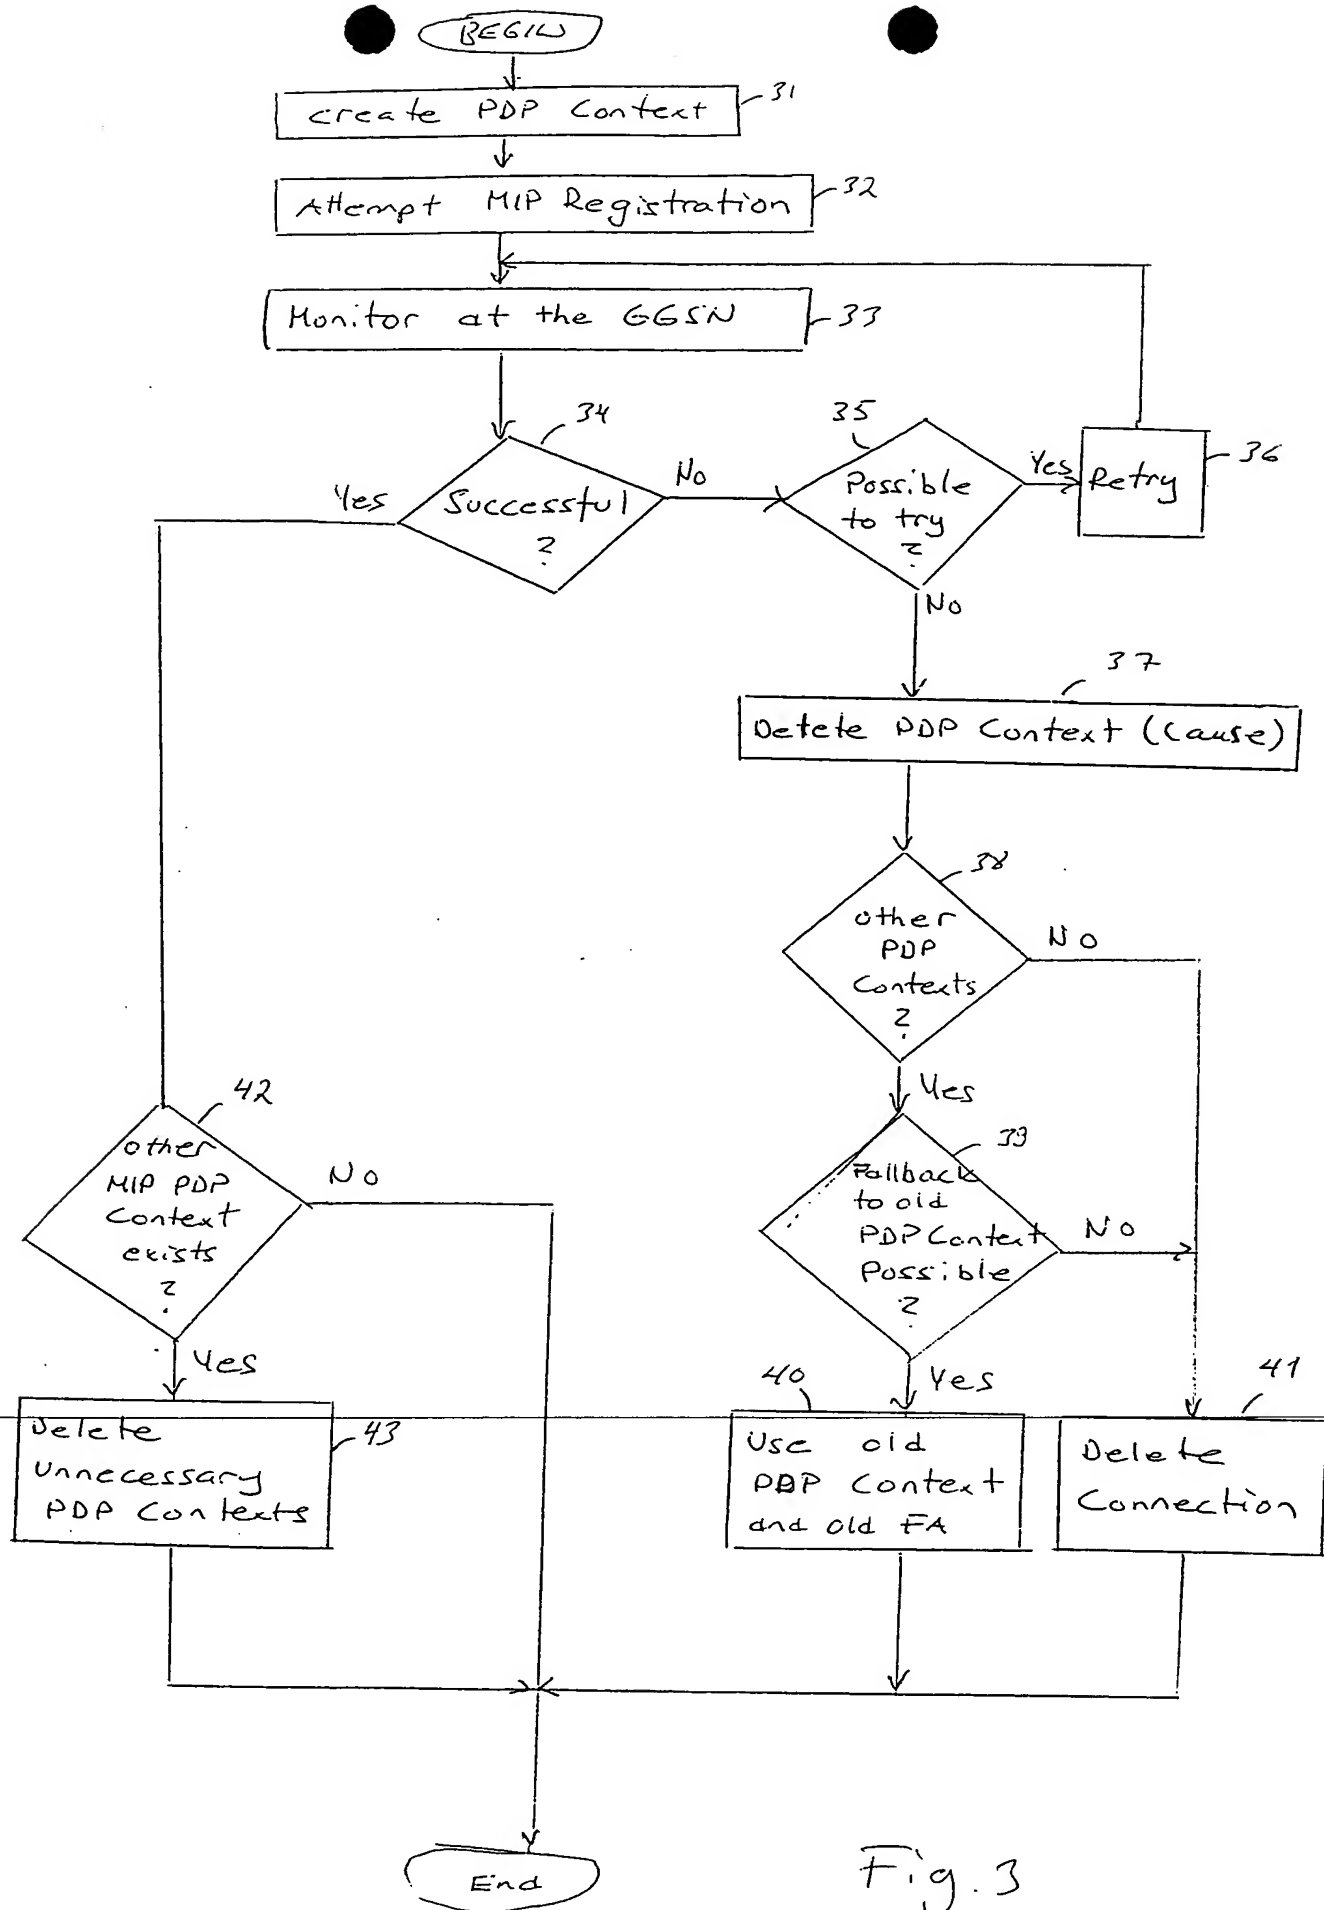 BEGIN
create PDP Context
31
Attempt MIP Registration
32
Monitor at the GGSN
33
34
Successful
?
Yes
No
35
Possible
to try
?
Yes
Retry
36
No
37
Detete PDP Context (Cause)
38
other
PDP
Contexts
?
No
Yes
39
Fallback
to old
PDP Context
Possible
?
No
Yes
42
other
MIP PDP
Context
exists
?
No
Yes
Delete
Unnecessary
PDP Contexts
43
40
Use old
PDP Context
and old FA
41
Delete
Connection
End
Fig. 3